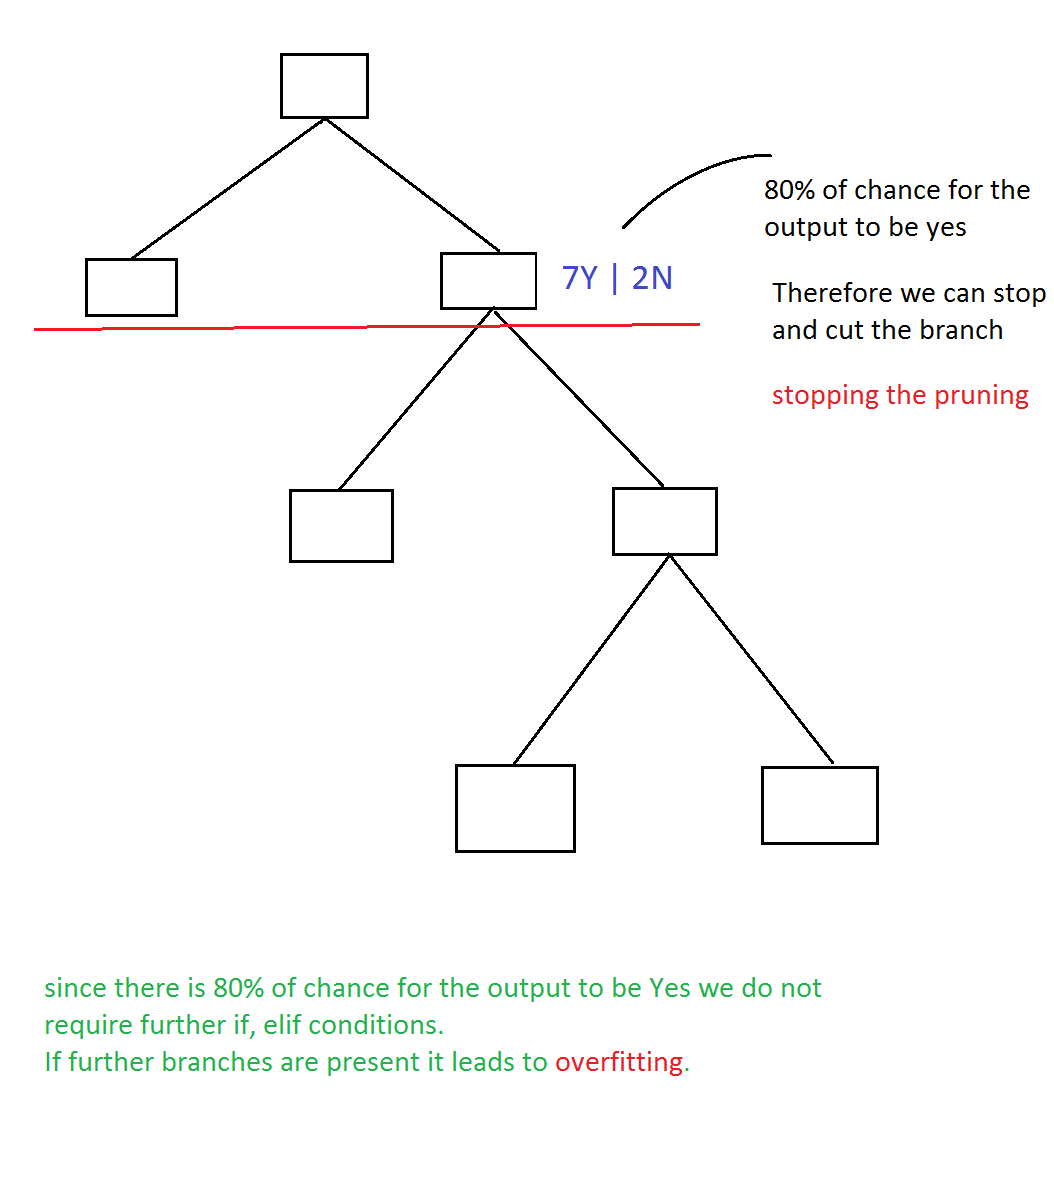 80% of chance for the
output to be yes
7Y | 2N
Therefore we can stop
and cut the branch
stopping the pruning
since there is 80% of chance for the output to be Yes we do not
require further if, elif conditions.
If further branches are present it leads to overfitting.